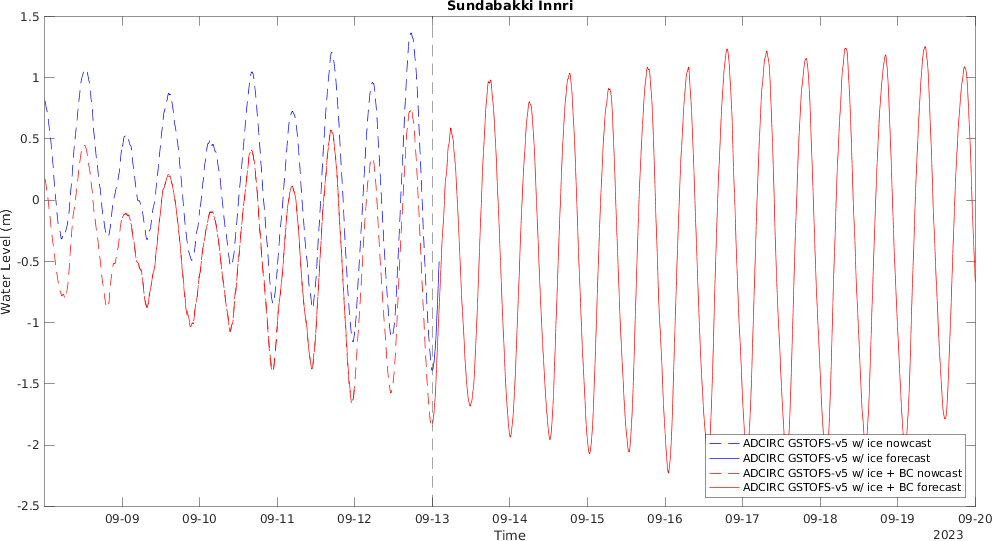 Sundabakki Innri
1.5
1
0.5
0
-0.5
-1
-1.5
-2
-2.5
Water Level (m)
09-09 09-10 09-11 09-12 09-13 09-14 09-15 09-16 09-17 09-18 09-19 09-20
Time
2023
ADCIRC GSTOFS-v5 w/ ice nowcast
ADCIRC GSTOFS-v5 w/ ice forecast
ADCIRC GSTOFS-v5 w/ ice + BC nowcast
ADCIRC GSTOFS-v5 w/ ice + BC forecast